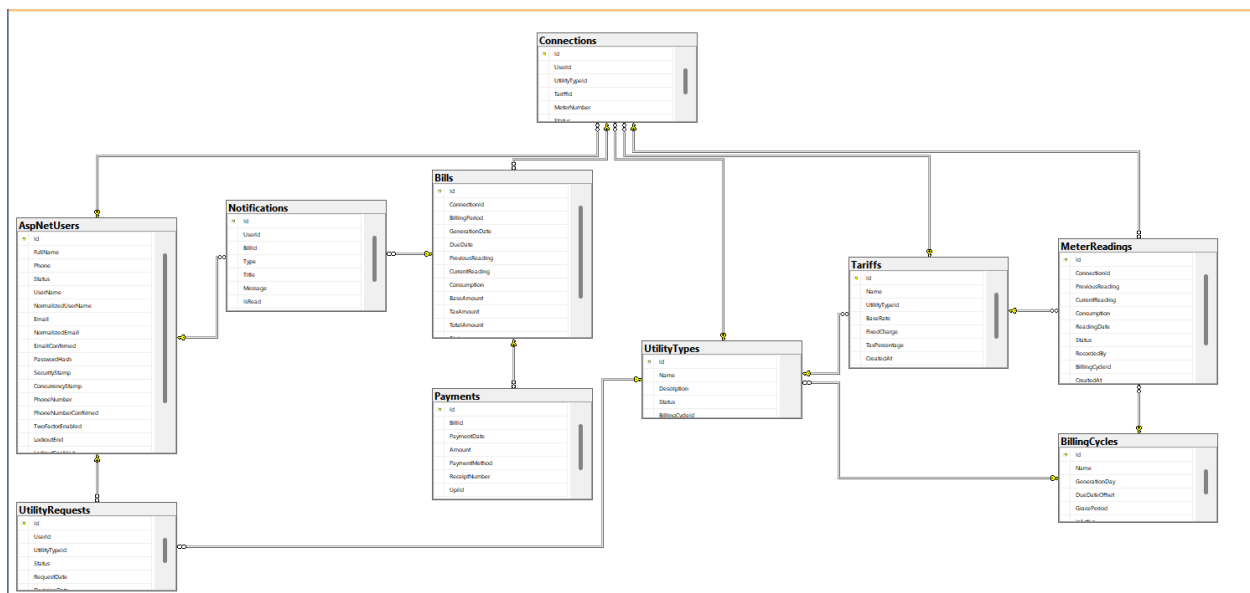 Connections
Id
UserId
UtilityTypeId
TariffId
MeterNumber
Status
Bills
Id
ConnectionId
BillingPeriod
GenerationDate
DueDate
PreviousReading
CurrentReading
Consumption
BaseAmount
TaxAmount
TotalAmount
Notifications
Id
UserId
BillId
Type
Title
Message
IsRead
AspNetUsers
Id
FullName
Phone
Status
UserName
NormalizedUserName
Email
NormalizedEmail
EmailConfirmed
PasswordHash
SecurityStamp
ConcurrencyStamp
PhoneNumber
PhoneNumberConfirmed
TwoFactorEnabled
LockoutEnd
LockoutEnabled
MeterReadings
Id
ConnectionId
PreviousReading
CurrentReading
Consumption
ReadingDate
Status
RecordedBy
BillingCycleId
CreatedAt
Tariffs
Id
Name
UtilityTypeId
BaseRate
FixedCharge
TaxPercentage
CreatedAt
UtilityTypes
Id
Name
Description
Status
BillingCycleId
Payments
Id
BillId
PaymentDate
Amount
PaymentMethod
ReceiptNumber
UpiId
BillingCycles
Id
Name
GenerationDay
DueDateOffset
GracePeriod
UtilityRequests
Id
UserId
UtilityTypeId
Status
RequestDate
DecisionDate